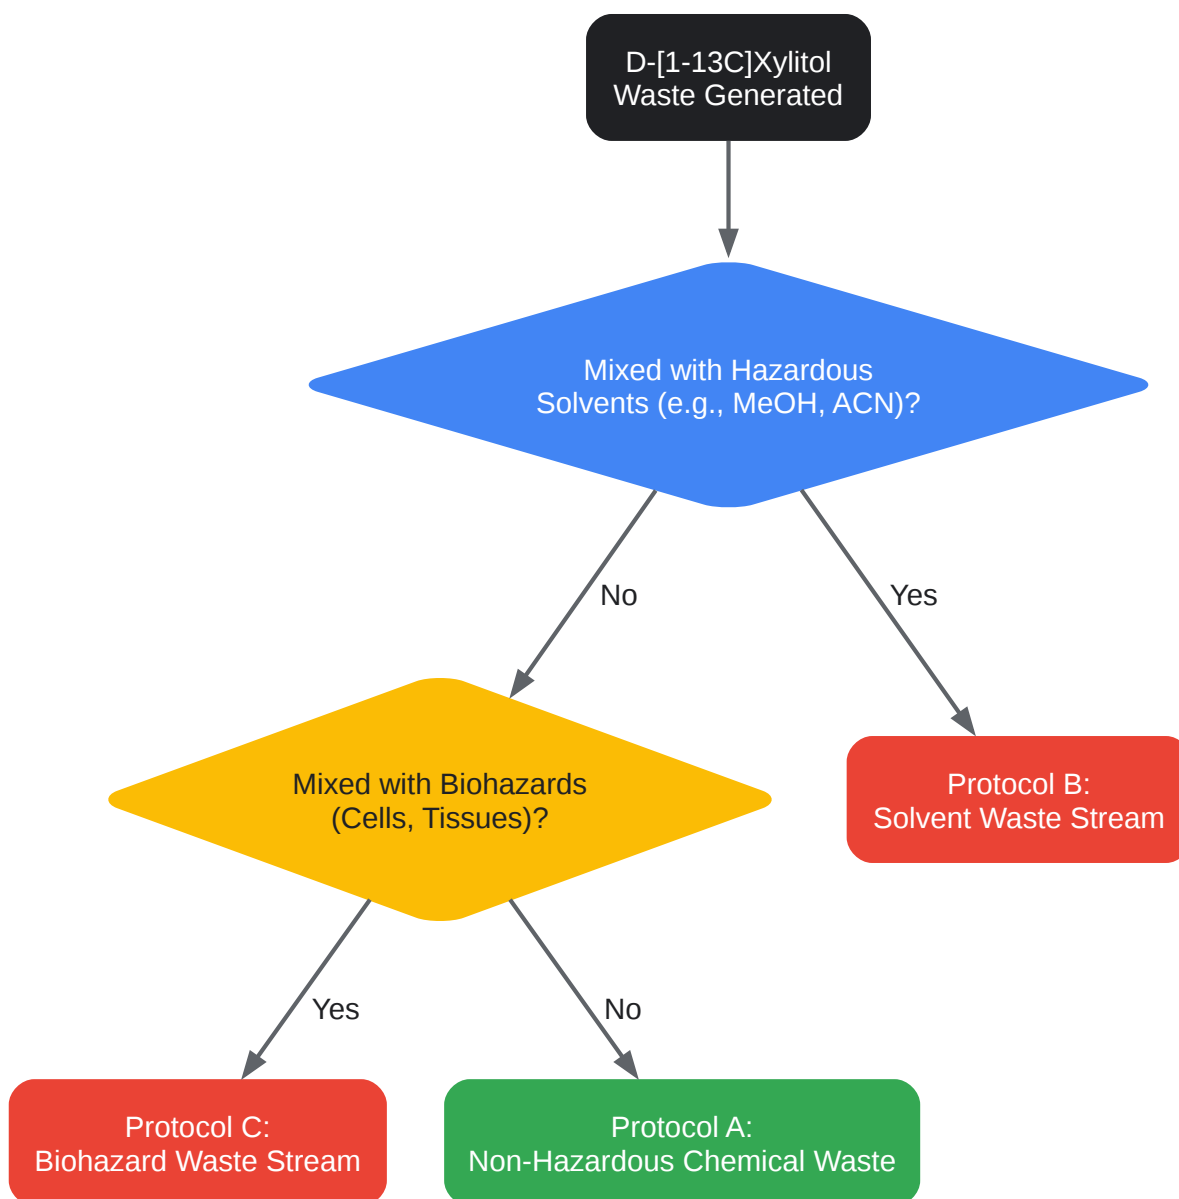 D-[1-13C]Xylitol
Waste Generated
Mixed with Hazardous
Solvents (e.g., MeOH, ACN)?
No
Yes
Mixed with Biohazards
(Cells, Tissues)?
Protocol B:
Solvent Waste Stream
Yes
No
Protocol C:
Biohazard Waste Stream
Protocol A:
Non-Hazardous Chemical Waste